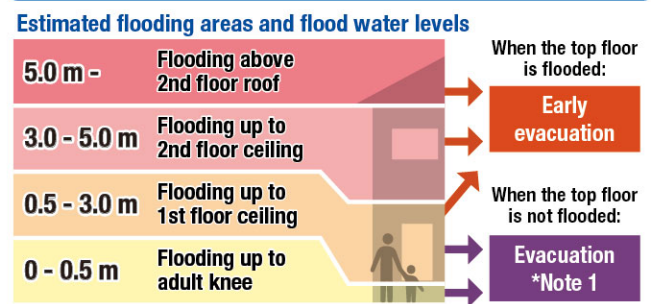 Estimated flooding areas and flood water levels
5.0 m -
Flooding above
2nd floor roof
3.0 - 5.0 m
Flooding up to
2nd floor ceiling
0.5 - 3.0 m
Flooding up to
1st floor ceiling
0 - 0.5 m
Flooding up to
adult knee
When the top floor
is flooded:
Early
evacuation
When the top floor
is not flooded:
Evacuation
*Note 1